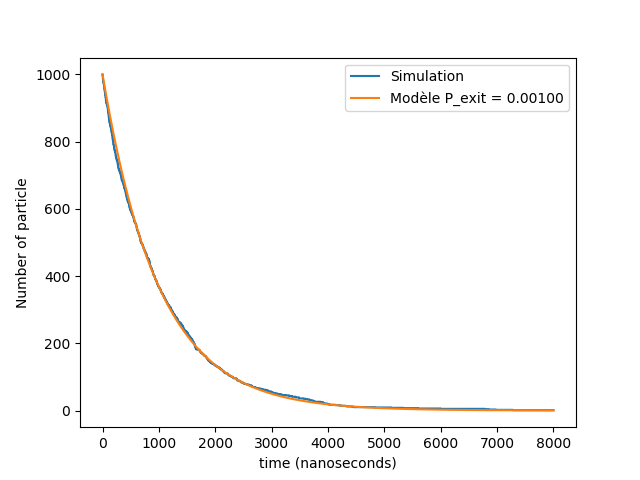 Simulation
Modèle P_exit = 0.00100
1000
800
600
400
200
0
Number of particle
0 1000 2000 3000 4000 5000 6000 7000 8000
time (nanoseconds)